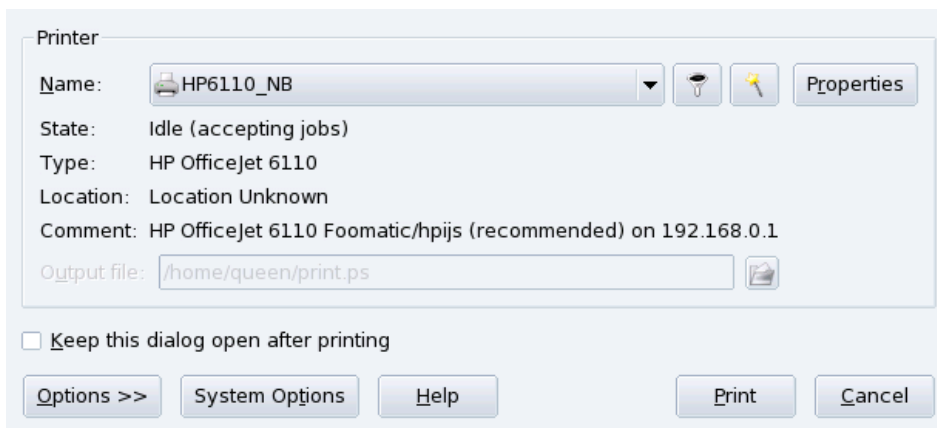 Printer
Name: HP6110_NB Properties
State: Idle (accepting jobs)
Type: HP OfficeJet 6110
Location: Location Unknown
Comment: HP OfficeJet 6110 Foomatic/hpijs (recommended) on 192.168.0.1
Output file: /home/queen/print.ps
Keep this dialog open after printing
Options >> System Options Help Print Cancel